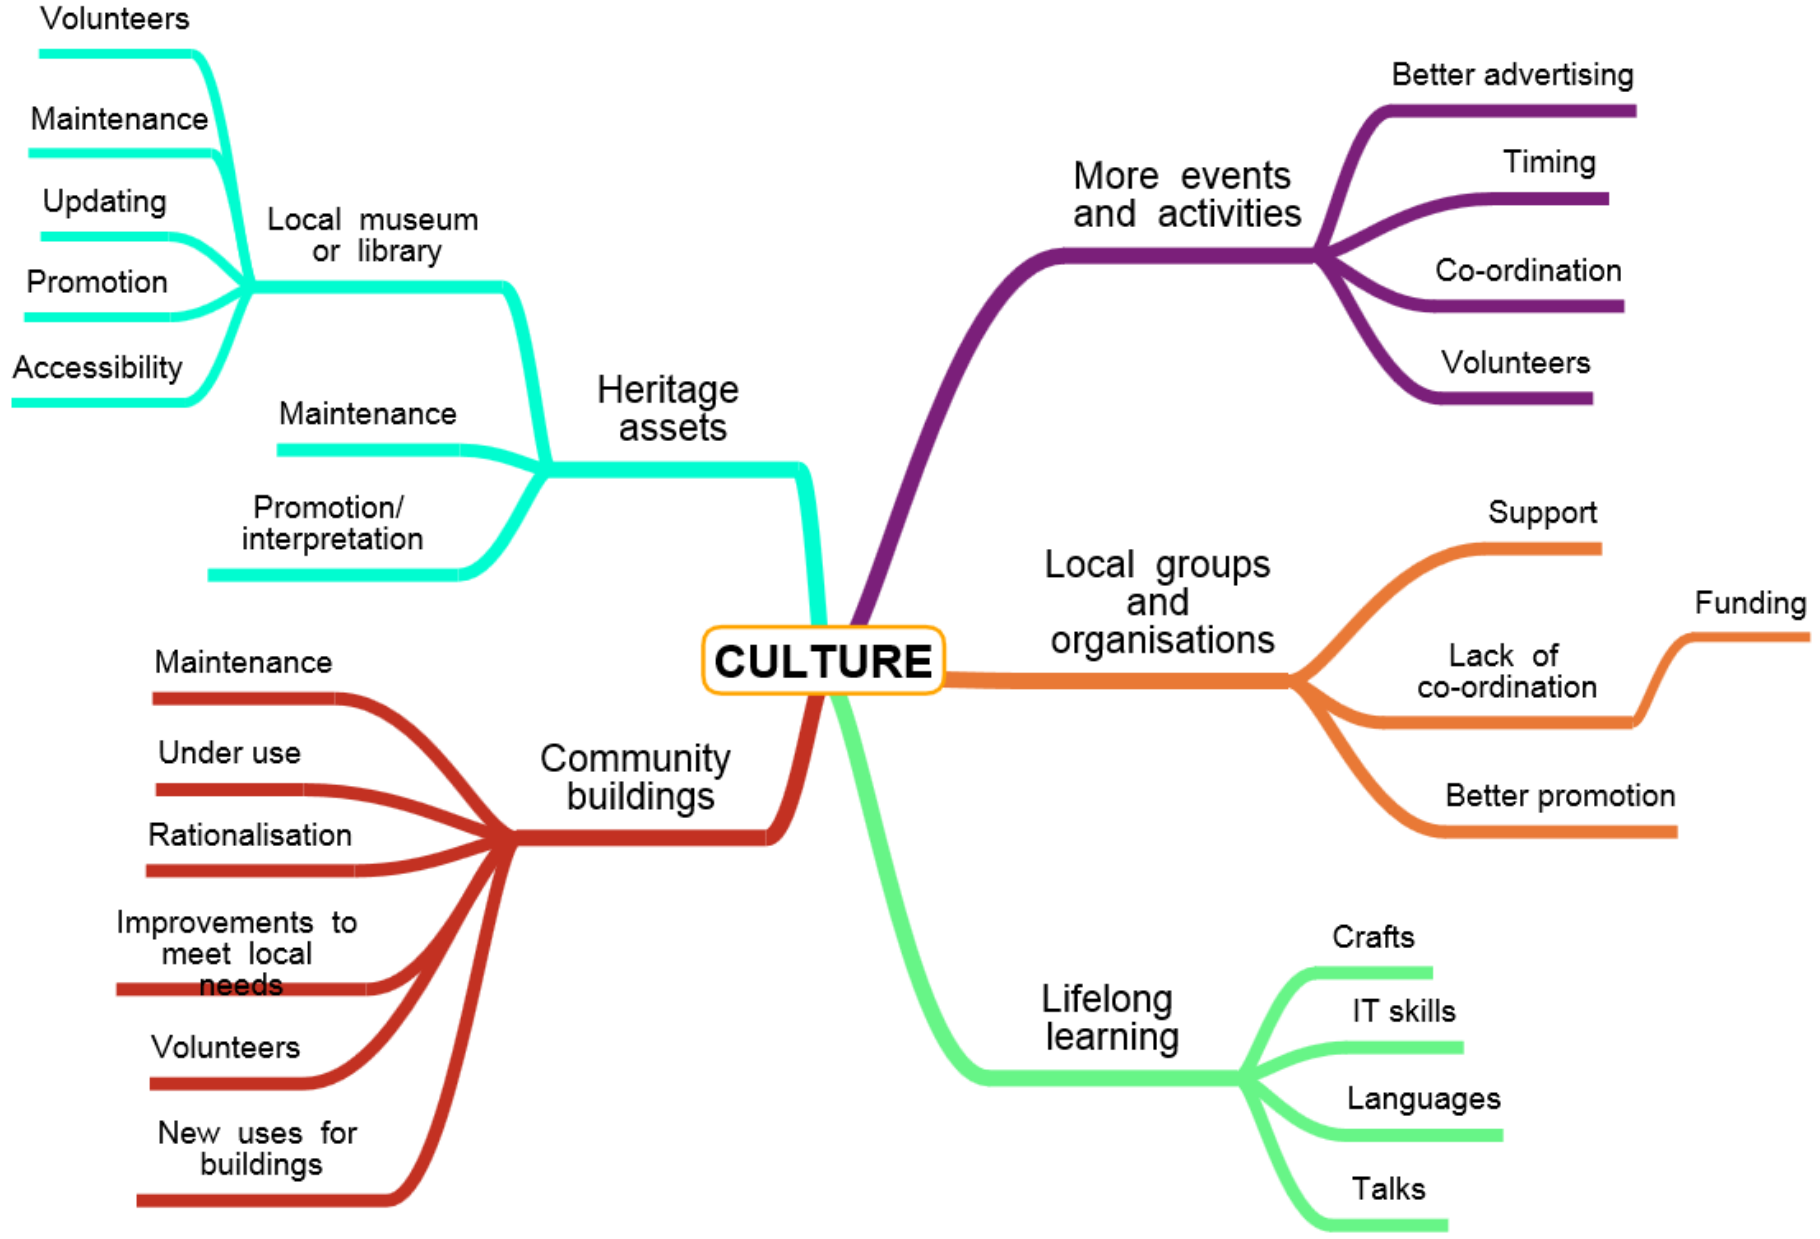 Volunteers
Maintenance
Updating
Promotion
Accessibility
Local museum
or library
Maintenance
Promotion/
interpretation
Heritage
assets
Better advertising
Timing
Co-ordination
Volunteers
More events
and activities
CULTURE
Local groups
and
organisations
Support
Funding
Lack of
co-ordination
Better promotion
Maintenance
Under use
Rationalisation
Improvements to
meet local
needs
Volunteers
New uses for
buildings
Community
buildings
Lifelong
learning
Crafts
IT skills
Languages
Talks